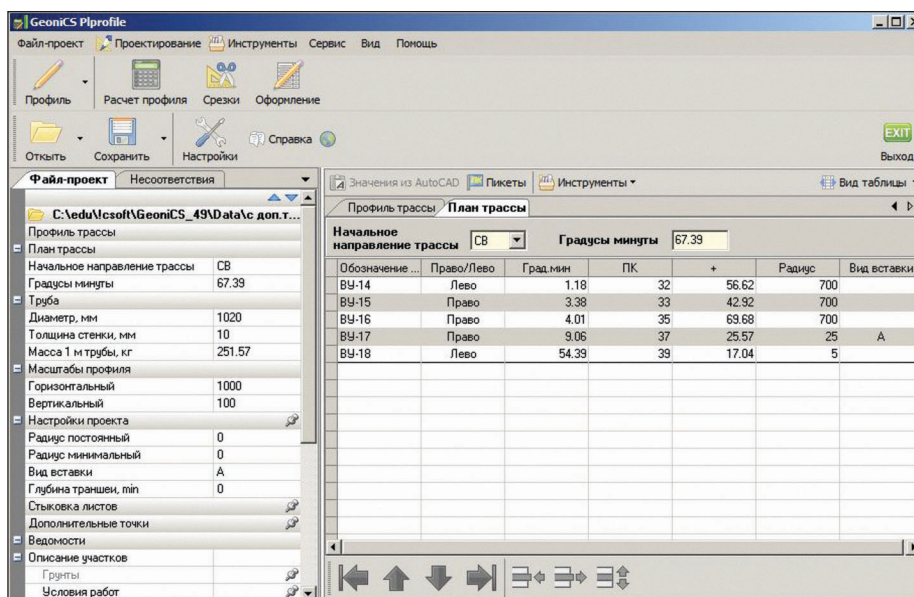 GeoniCS Plprofile
Файл-проект Проектирование Инструменты Сервис Вид Помощь
Профиль Расчет профиля Срезки Оформление
Откыть Сохранить Настройки Справка EXIT
Выход
Файл-проект Несоответствия
C:\edu\!csoft\GeoniCS_49\Data\с доп.т...
Профиль трассы
План трассы
Начальное направление трассы СВ
Градусы минуты 67.39
Труба
Диаметр, мм 1020
Толщина стенки, мм 10
Масса 1 м трубы, кг 251.57
Масштабы профиля
Горизонтальный 1000
Вертикальный 100
Настройки проекта
Радиус постоянный 0
Радиус минимальный 0
Вид вставки А
Глубина траншеи, min 0
Стыковка листов
Дополнительные точки
Ведомости
Описание участков
Грунты
Условия работ
Значения из AutoCAD Пикеты Инструменты Вид таблицы
Профиль трассы План трассы
Начальное
направление трассы СВ Градусы минуты 67.39
Обозначение ... Право/Лево Град.мин ПК + Радиус Вид вставки
ВУ-14 Лево 1.18 32 56.62 700
ВУ-15 Право 3.38 33 42.92 700
ВУ-16 Право 4.01 35 69.68 700
ВУ-17 Право 9.06 37 25.57 25 А
ВУ-18 Лево 54.39 39 17.04 5